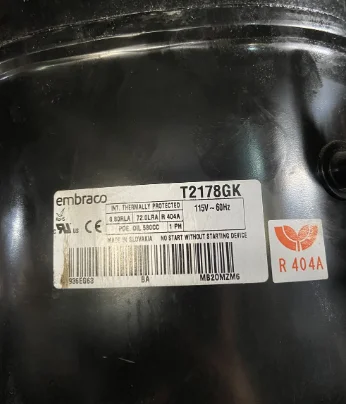 embraco T2178GK
INT. THERMALLY PROTECTED 115V ~ 60Hz
72.0LRA R 404A
POE. OIL 1 PH
MADE IN SLOVAKIA NO START WITHOUT STARTING DEVICE
CE
US
R 404A